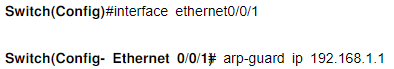 Switch(Config)#interface ethernet0/0/1
Switch(Config- Ethernet 0/0/1)# arp-guard ip 192.168.1.1